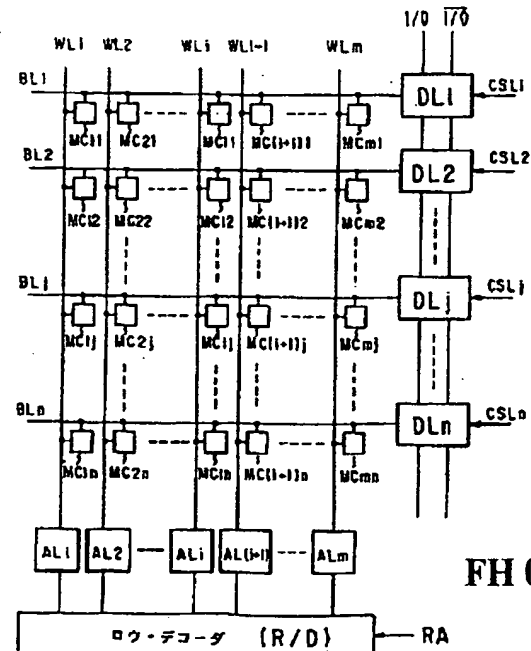 I/O I/O
WL1 WL2 WLi WLi-1 WLm
BL1 DL1 CSL1
MC11 MC21 MCi1 MC(i+1)1 MCm1
BL2 DL2 CSL2
MC12 MC22 MCi2 MC(i+1)2 MCm2
BLj DLj CSLj
MC1j MC2j MCij MC(i+1)j MCmj
BLn DLn CSLn
MC1n MC2n MCin MC(i+1)n MCmn
AL1 AL2 ALi AL(i+1) ALm
FH
ロウ・デコーダ (R/D) RA